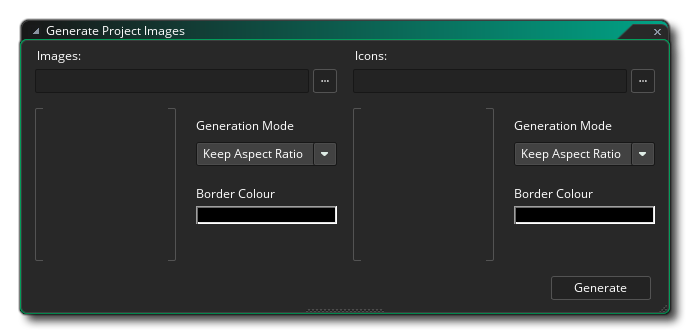 Generate Project Images
Images:
Icons:
...
...
Generation Mode
Generation Mode
Keep Aspect Ratio
Keep Aspect Ratio
Border Colour
Border Colour
Generate